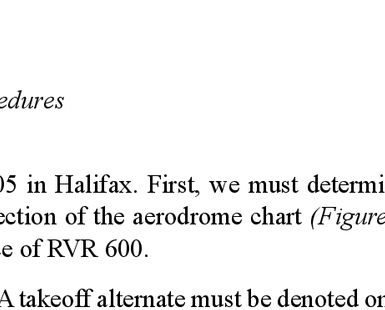 edures
05 in Halifax. First, we must determi
ection of the aerodrome chart (Figure
e of RVR 600.
A takeoff alternate must be denoted on